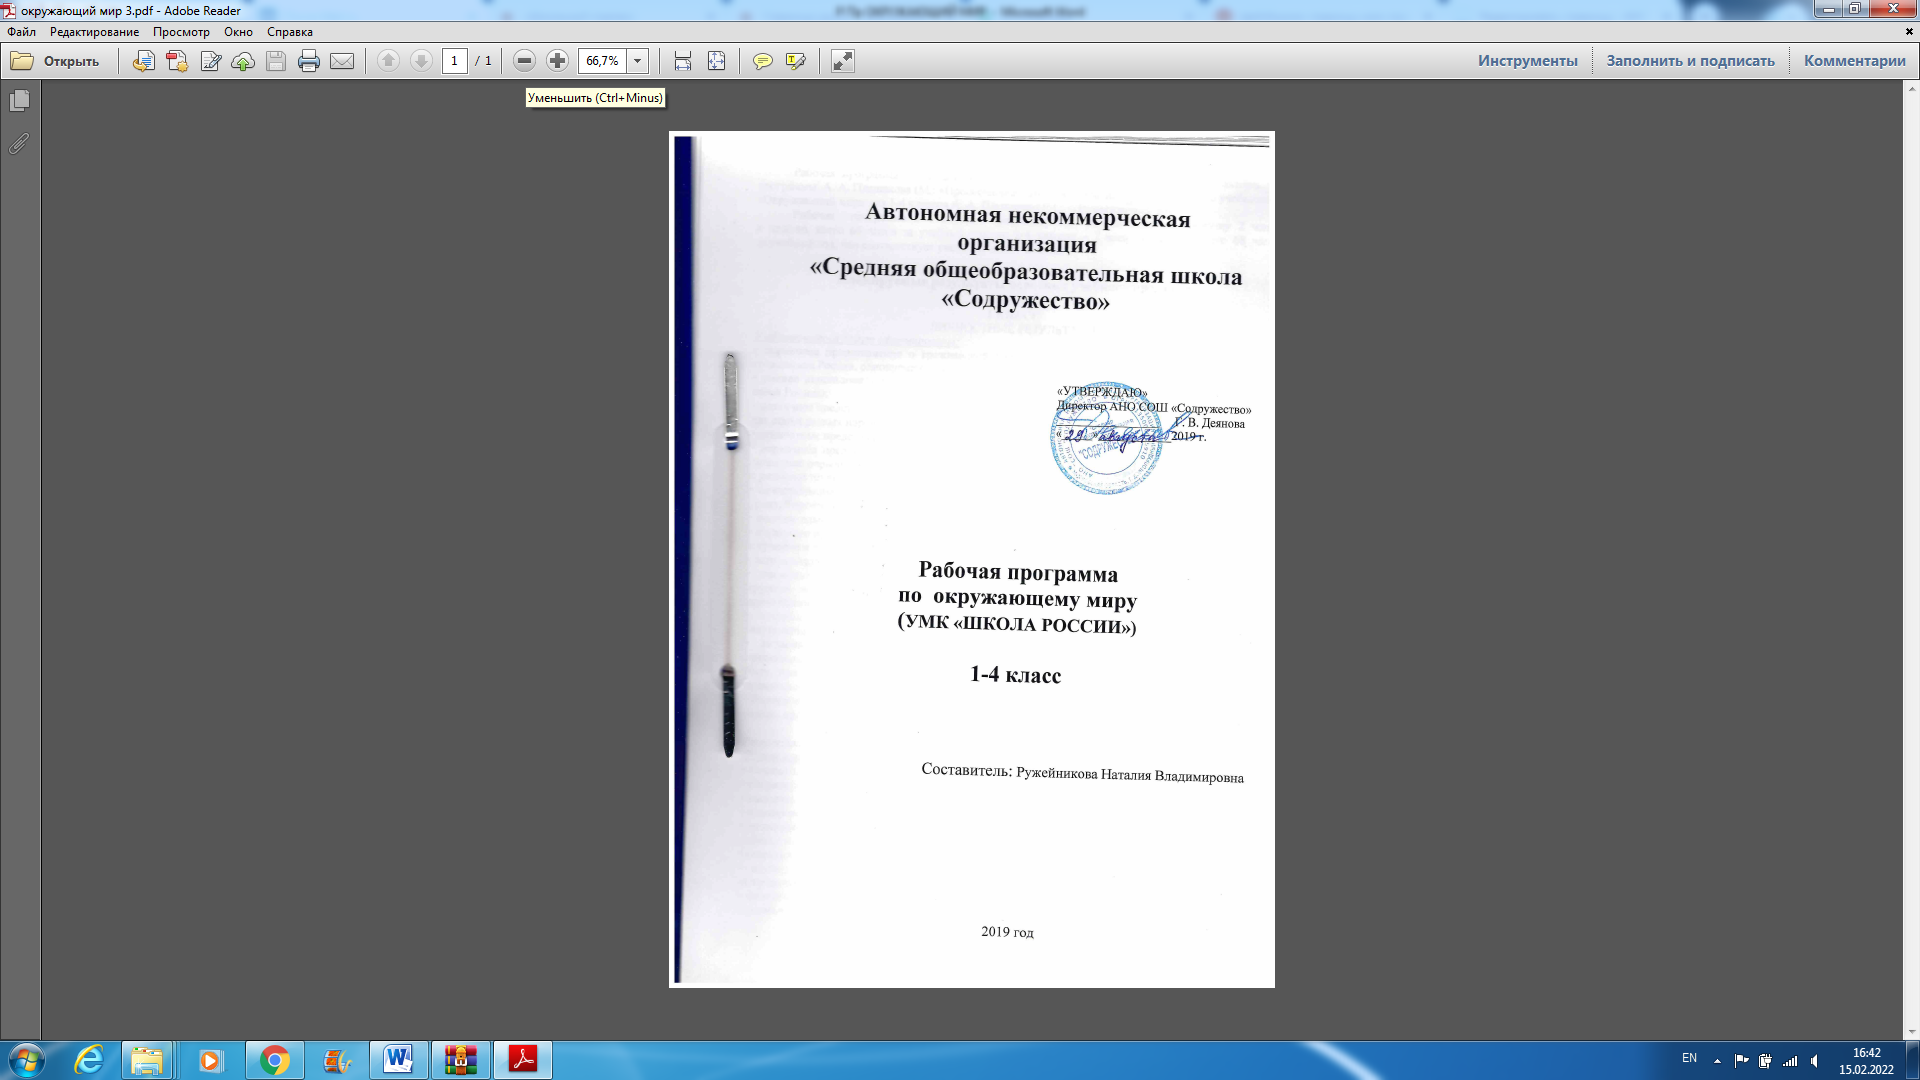 окружающий мир 3.pdf - Adobe Reader
Файл Редактирование Просмотр Окно Справка
Открыть 1 / 1 66,7% Инструменты Заполнить и подписать Комментарии
Уменьшить (Ctrl+Minus)
Автономная некоммерческая
организация
«Средняя общеобразовательная школа
«Содружество»
«УТВЕРЖДАЮ»
Директор АНО СОШ «Содружество»
Г. В. Деянова
« 29 » августа 2019 г.
"СОДРУЖЕСТВО"
Рабочая программа
по окружающему миру
(УМК «ШКОЛА РОССИИ»)
1-4 класс
Составитель: Ружейникова Наталия Владимировна
2019 год
EN
16:42
15.02.2022